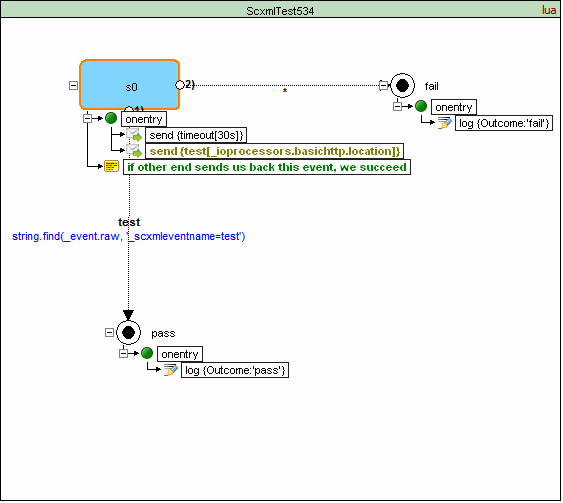 ScxmlTest534
lua
s0
2)
*
fail
1)
onentry
onentry
send {timeout[30s]}
log {Outcome:'fail'}
send {test[_ioprocessors.basichttp.location]}
if other end sends us back this event, we succeed
test
string.find(_event.raw, '_scxmleventname=test')
pass
onentry
log {Outcome:'pass'}